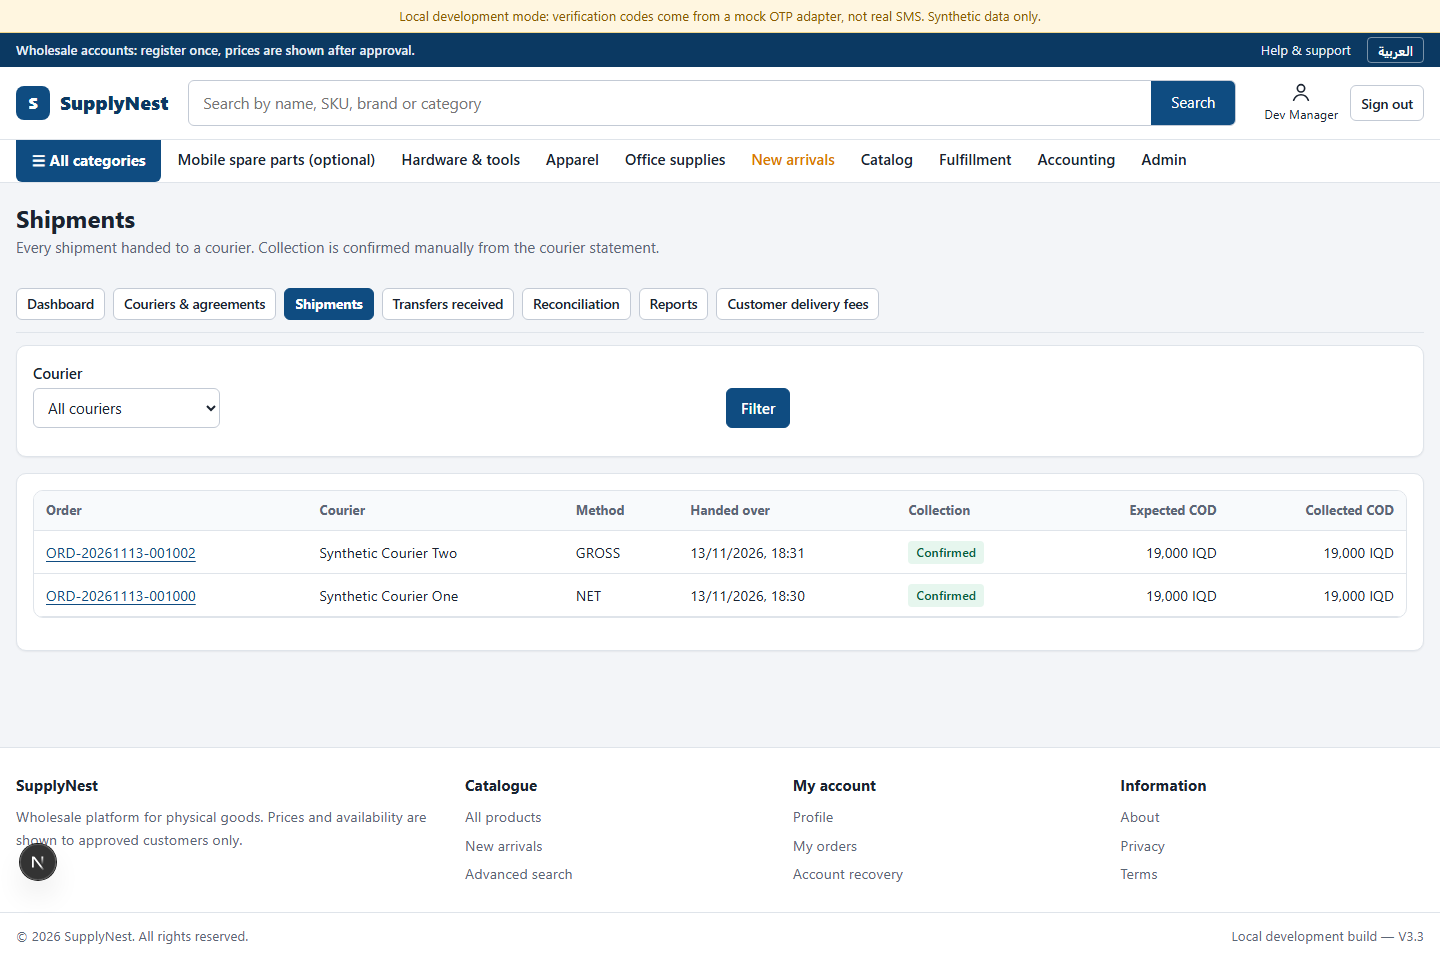 Local development mode: verification codes come from a mock OTP adapter, not real SMS. Synthetic data only.
Wholesale accounts: register once, prices are shown after approval.
Help & support
العربية
S
SupplyNest
Search by name, SKU, brand or category
Search
Dev Manager
Sign out
☰ All categories
Mobile spare parts (optional)
Hardware & tools
Apparel
Office supplies
New arrivals
Catalog
Fulfillment
Accounting
Admin
Shipments
Every shipment handed to a courier. Collection is confirmed manually from the courier statement.
Dashboard
Couriers & agreements
Shipments
Transfers received
Reconciliation
Reports
Customer delivery fees
Courier
All couriers
Filter
Order Courier Method Handed over Collection Expected COD Collected COD
ORD-20261113-001002 Synthetic Courier Two GROSS 13/11/2026, 18:31 Confirmed 19,000 IQD 19,000 IQD
ORD-20261113-001000 Synthetic Courier One NET 13/11/2026, 18:30 Confirmed 19,000 IQD 19,000 IQD
SupplyNest
Wholesale platform for physical goods. Prices and availability are
shown to approved customers only.
N
Catalogue
All products
New arrivals
Advanced search
My account
Profile
My orders
Account recovery
Information
About
Privacy
Terms
© 2026 SupplyNest. All rights reserved.
Local development build — V3.3